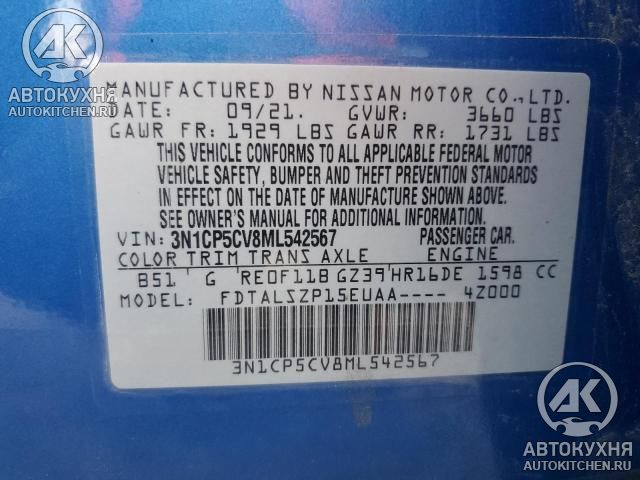 AK
АВТОКУХНЯ
AUTOKITCHEN.RU
MANUFACTURED BY NISSAN MOTOR CO.,LTD.
DATE: 09/21. GVWR: 3660 LBS
GAWR FR: 1929 LBS GAWR RR: 1731 LBS
THIS VEHICLE CONFORMS TO ALL APPLICABLE FEDERAL MOTOR
VEHICLE SAFETY, BUMPER AND THEFT PREVENTION STANDARDS
IN EFFECT ON THE DATE OF MANUFACTURE SHOWN ABOVE.
SEE OWNER'S MANUAL FOR ADDITIONAL INFORMATION.
VIN: 3N1CP5CV8ML542567 PASSENGER CAR.
COLOR TRIM TRANS AXLE ENGINE
B51 G RE0F11B GZ39 HR16DE 1598 CC
MODEL: FDTALSZP15EUAA---- 4Z000
3N1CP5CV8ML542567
AK
АВТОКУХНЯ
AUTOKITCHEN.RU